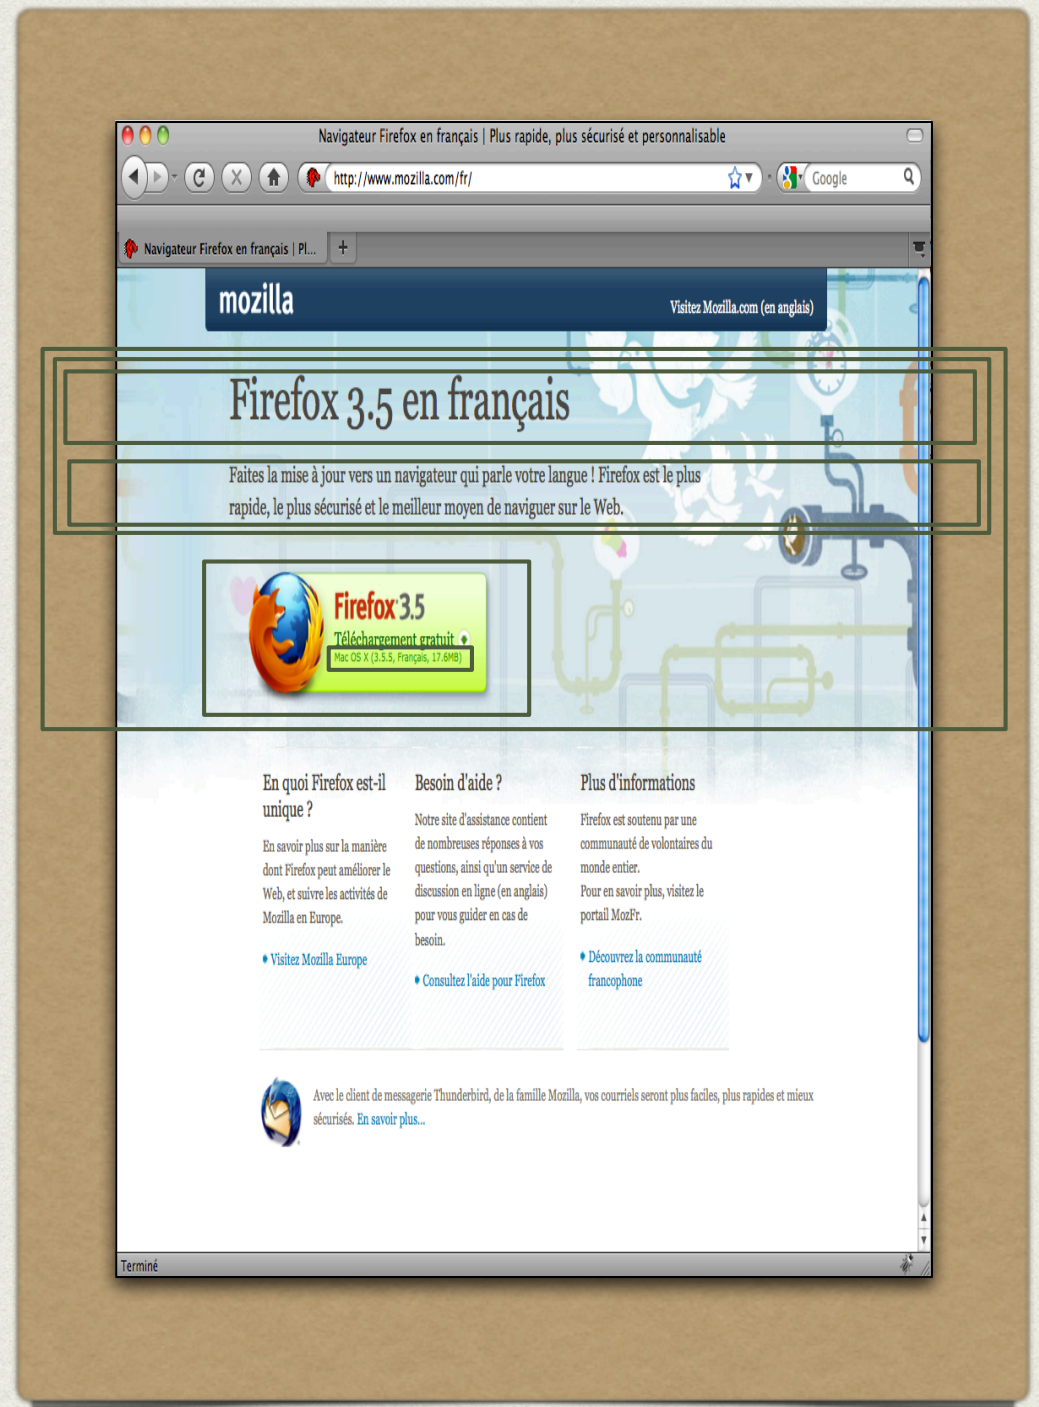 Navigateur Firefox en français | Plus rapide, plus sécurisé et personnalisable
http://www.mozilla.com/fr/
Google
Navigateur Firefox en français | Pl...
mozilla
Visitez Mozilla.com (en anglais)
Firefox 3.5 en français
Faites la mise à jour vers un navigateur qui parle votre langue ! Firefox est le plus
rapide, le plus sécurisé et le meilleur moyen de naviguer sur le Web.
Firefox 3.5
Téléchargement gratuit
Mac OS X (3.5.5, Français, 17.6MB)
En quoi Firefox est-il
unique ?
En savoir plus sur la manière
dont Firefox peut améliorer le
Web, et suivre les activités de
Mozilla en Europe.
Visitez Mozilla Europe
Besoin d'aide ?
Notre site d'assistance contient
de nombreuses réponses à vos
questions, ainsi qu'un service de
discussion en ligne (en anglais)
pour vous guider en cas de
besoin.
Consultez l'aide pour Firefox
Plus d'informations
Firefox est soutenu par une
communauté de volontaires du
monde entier.
Pour en savoir plus, visitez le
portail MozFr.
Découvrez la communauté
francophone
Avec le client de messagerie Thunderbird, de la famille Mozilla, vos courriels seront plus faciles, plus rapides et mieux
sécurisés. En savoir plus...
Terminé